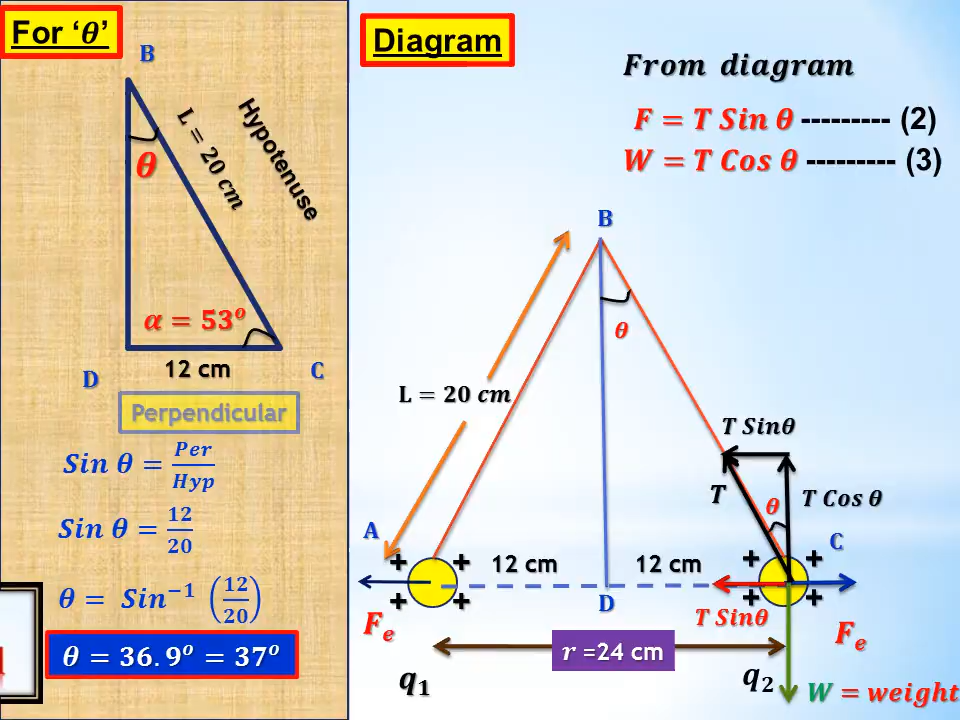 For ‘θ’
B
L = 20 cm
Hypotenuse
θ
α = 53°
12 cm
D
C
Perpendicular
Sin θ = Per/Hyp
Sin θ = 12/20
θ = Sin⁻¹ (12/20)
θ = 36.9° = 37°
Diagram
From diagram
F = T Sin θ --------- (2)
W = T Cos θ --------- (3)
B
θ
L = 20 cm
T Sinθ
T
θ
T Cos θ
A
C
+ + + +
12 cm
12 cm
+ + + +
D
T Sinθ
Fₑ
Fₑ
r =24 cm
q₁
q₂
W = weight